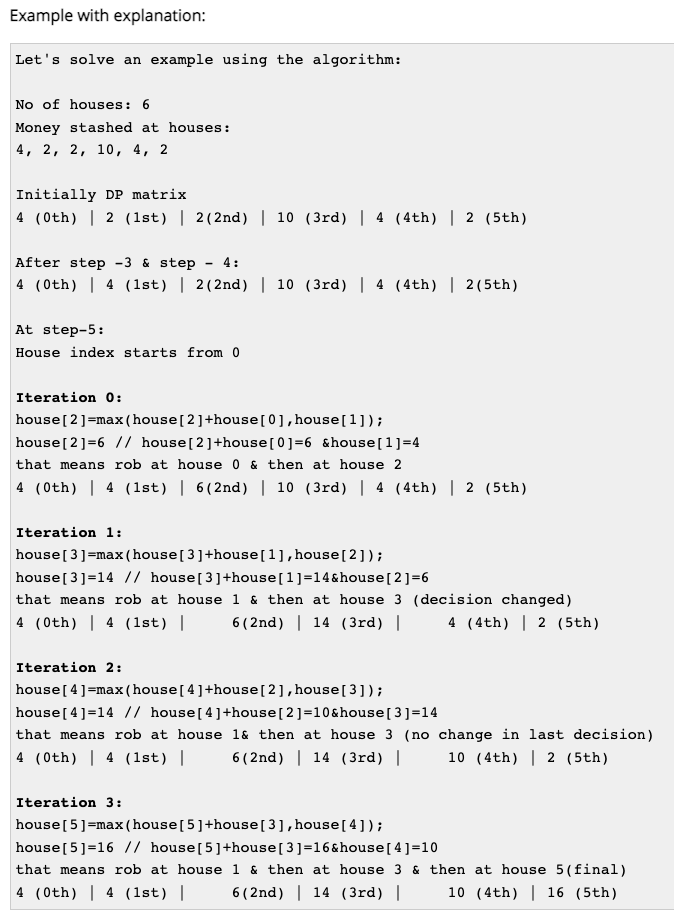 Example with explanation:
Let's solve an example using the algorithm:
No of houses: 6
Money stashed at houses:
4, 2, 2, 10, 4, 2
Initially DP matrix
4 (0th) | 2 (1st) | 2(2nd) | 10 (3rd) | 4 (4th) | 2 (5th)
After step -3 & step - 4:
4 (0th) | 4 (1st) | 2(2nd) | 10 (3rd) | 4 (4th) | 2(5th)
At step-5:
House index starts from 0
Iteration 0:
house[2]=max(house[2]+house[0],house[1]);
house[2]=6 // house[2]+house[0]=6 &house[1]=4
that means rob at house 0 & then at house 2
4 (0th) | 4 (1st) | 6(2nd) | 10 (3rd) | 4 (4th) | 2 (5th)
Iteration 1:
house[3]=max(house[3]+house[1],house[2]);
house[3]=14 // house[3]+house[1]=14&house[2]=6
that means rob at house 1 & then at house 3 (decision changed)
4 (0th) | 4 (1st) | 6(2nd) | 14 (3rd) | 4 (4th) | 2 (5th)
Iteration 2:
house[4]=max(house[4]+house[2],house[3]);
house[4]=14 // house[4]+house[2]=10&house[3]=14
that means rob at house 1& then at house 3 (no change in last decision)
4 (0th) | 4 (1st) | 6(2nd) | 14 (3rd) | 10 (4th) | 2 (5th)
Iteration 3:
house[5]=max(house[5]+house[3],house[4]);
house[5]=16 // house[5]+house[3]=16&house[4]=10
that means rob at house 1 & then at house 3 & then at house 5(final)
4 (0th) | 4 (1st) | 6(2nd) | 14 (3rd) | 10 (4th) | 16 (5th)